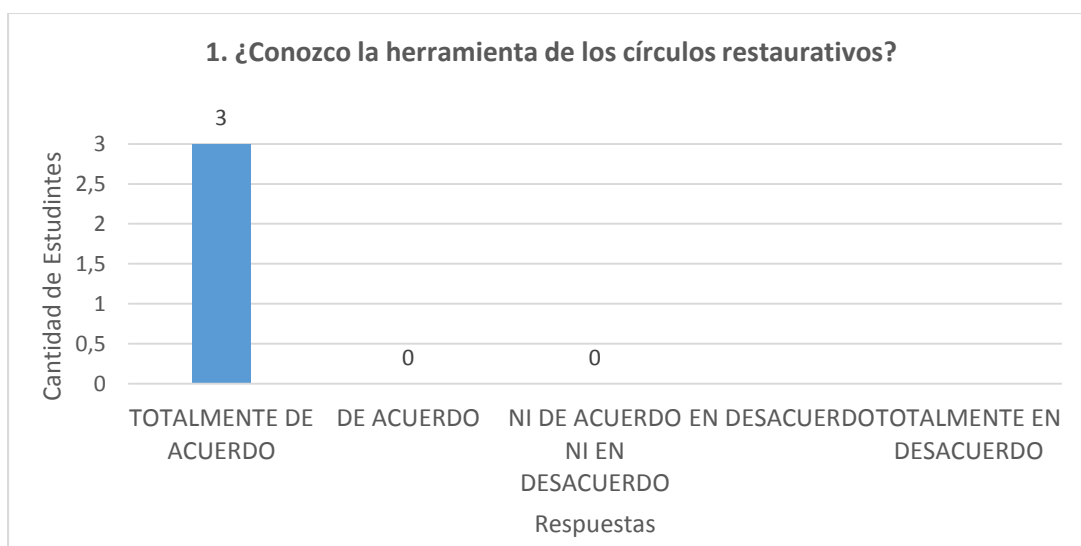 1. ¿Conozco la herramienta de los círculos restaurativos?
Cantidad de Estudintes
3
2,5
2
1,5
1
0,5
0
3
0
0
TOTALMENTE DE
ACUERDO
DE ACUERDO
NI DE ACUERDO
NI EN
DESACUERDO
EN DESACUERDO
TOTALMENTE EN
DESACUERDO
Respuestas